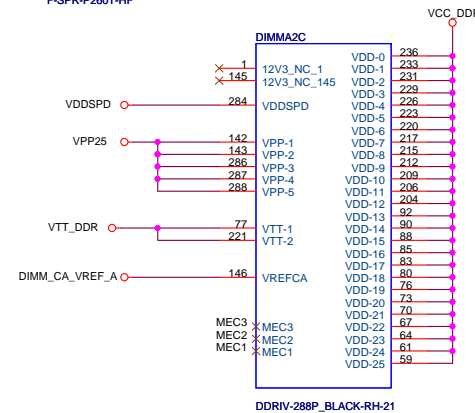 P-SPR-P2601-HF
VCC_DDR
DIMMA2C
1 12V3_NC_1
145 12V3_NC_145
VDDSPD 284 VDDSPD
VPP25 142 VPP-1
143 VPP-2
286 VPP-3
287 VPP-4
288 VPP-5
VTT_DDR 77 VTT-1
221 VTT-2
DIMM_CA_VREF_A 146 VREFCA
MEC3 MEC3
MEC2 MEC2
MEC1 MEC1
VDD-0 236
VDD-1 233
VDD-2 231
VDD-3 229
VDD-4 226
VDD-5 223
VDD-6 220
VDD-7 217
VDD-8 215
VDD-9 212
VDD-10 209
VDD-11 206
VDD-12 204
VDD-13 92
VDD-14 90
VDD-15 88
VDD-16 85
VDD-17 83
VDD-18 80
VDD-19 76
VDD-20 73
VDD-21 70
VDD-22 67
VDD-23 64
VDD-24 61
VDD-25 59
DDRIV-288P_BLACK-RH-21